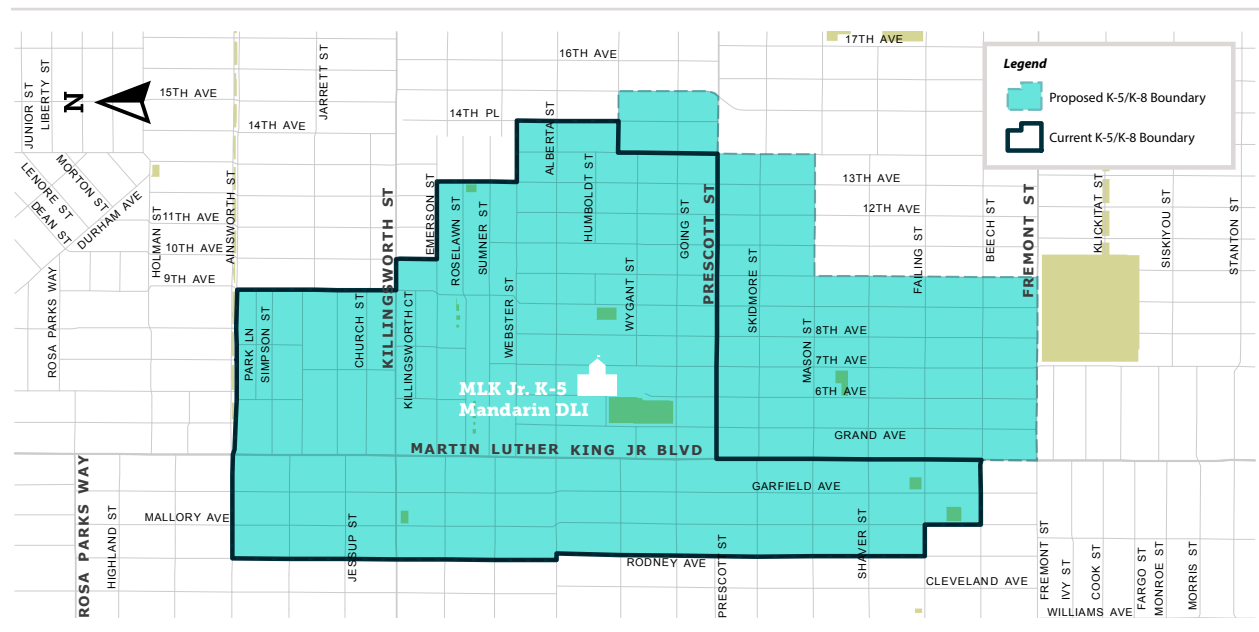 17TH AVE
16TH AVE
Legend
Proposed K-5/K-8 Boundary
Current K-5/K-8 Boundary
JUNIOR ST
LIBERTY ST
N
15TH AVE
JARRETT ST
14TH AVE
14TH PL
ALBERTA ST
MORTON ST
LENORE ST
DEAN ST
DURHAM AVE
HOLMAN ST
11TH AVE
10TH AVE
9TH AVE
AINSWORTH ST
KILLINGSWORTH ST
EMERSON ST
ROSELAWN ST
SUMNER ST
HUMBOLDT ST
GOING ST
PRESCOTT ST
13TH AVE
12TH AVE
BEECH ST
FREMONT ST
KLICKITAT ST
SISKIYOU ST
STANTON ST
ROSA PARKS WAY
PARK LN
SIMPSON ST
CHURCH ST
KILLINGSWORTH CT
WEBSTER ST
WYGANT ST
SKIDMORE ST
MASON ST
FAILING ST
8TH AVE
7TH AVE
6TH AVE
MLK Jr. K-5
Mandarin DLI
GRAND AVE
MARTIN LUTHER KING JR BLVD
ROSA PARKS WAY
HIGHLAND ST
MALLORY AVE
JESSUP ST
GARFIELD AVE
RODNEY AVE
PRESCOTT ST
SHAVER ST
CLEVELAND AVE
FREMONT ST
IVY ST
COOK ST
FARGO ST
MONROE ST
MORRIS ST
WILLIAMS AVE